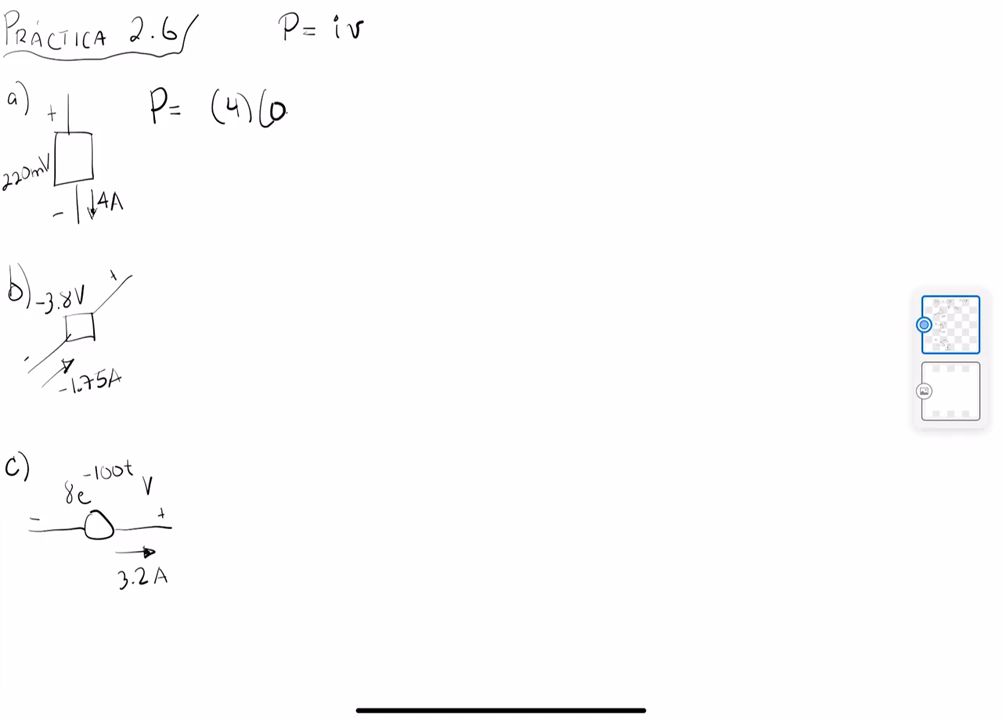 PRÁCTICA 2.6/
P= iv
a)
+
P= (4)(0
220mV
-
4A
b)
-3.8V
+
-
-1.75A
c)
8e^-100t V
-
+
3.2A